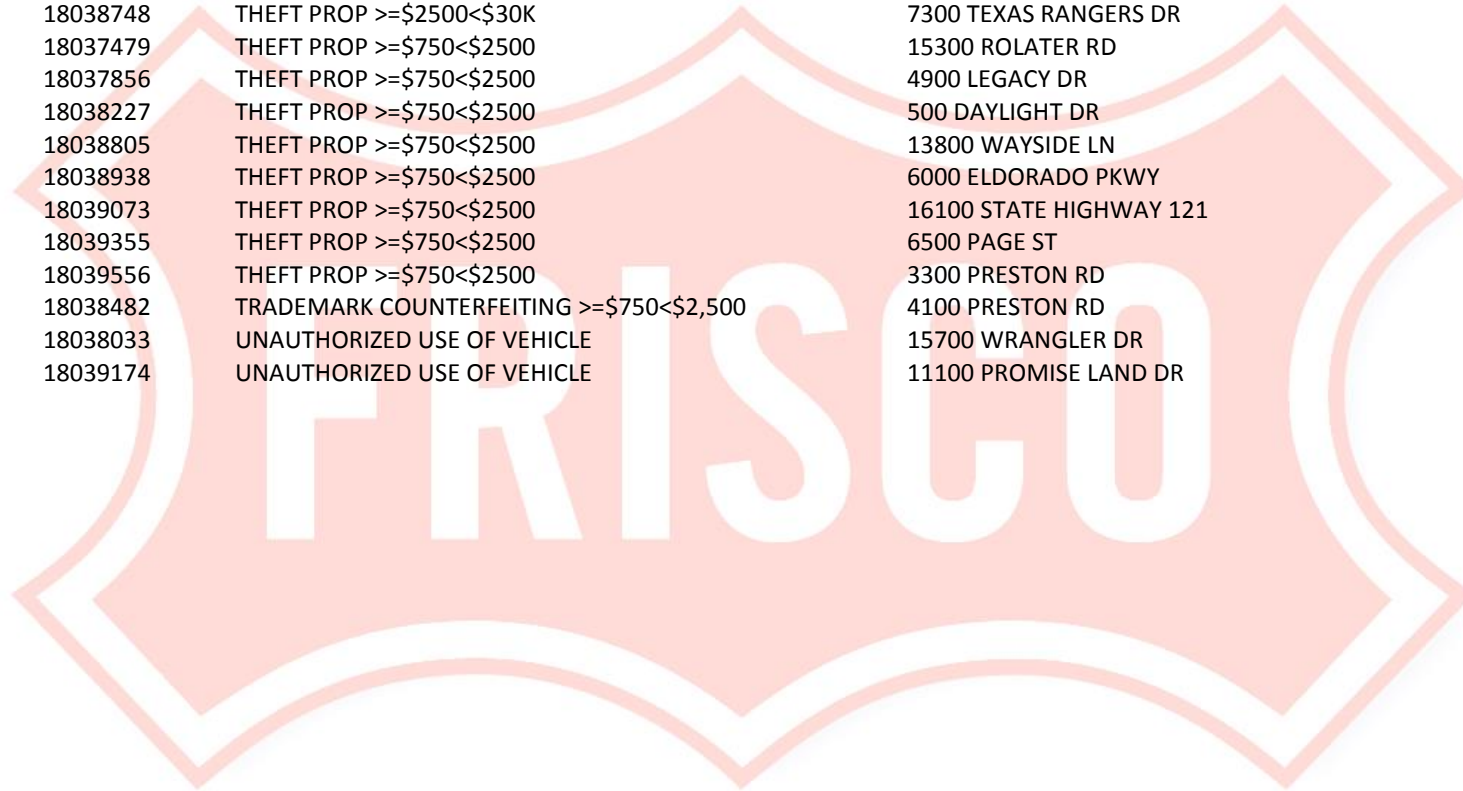 18038748 THEFT PROP >=$2500<$30K 7300 TEXAS RANGERS DR
18037479 THEFT PROP >=$750<$2500 15300 ROLATER RD
18037856 THEFT PROP >=$750<$2500 4900 LEGACY DR
18038227 THEFT PROP >=$750<$2500 500 DAYLIGHT DR
18038805 THEFT PROP >=$750<$2500 13800 WAYSIDE LN
18038938 THEFT PROP >=$750<$2500 6000 ELDORADO PKWY
18039073 THEFT PROP >=$750<$2500 16100 STATE HIGHWAY 121
18039355 THEFT PROP >=$750<$2500 6500 PAGE ST
18039556 THEFT PROP >=$750<$2500 3300 PRESTON RD
18038482 TRADEMARK COUNTERFEITING >=$750<$2,500 4100 PRESTON RD
18038033 UNAUTHORIZED USE OF VEHICLE 15700 WRANGLER DR
18039174 UNAUTHORIZED USE OF VEHICLE 11100 PROMISE LAND DR
FRISCO